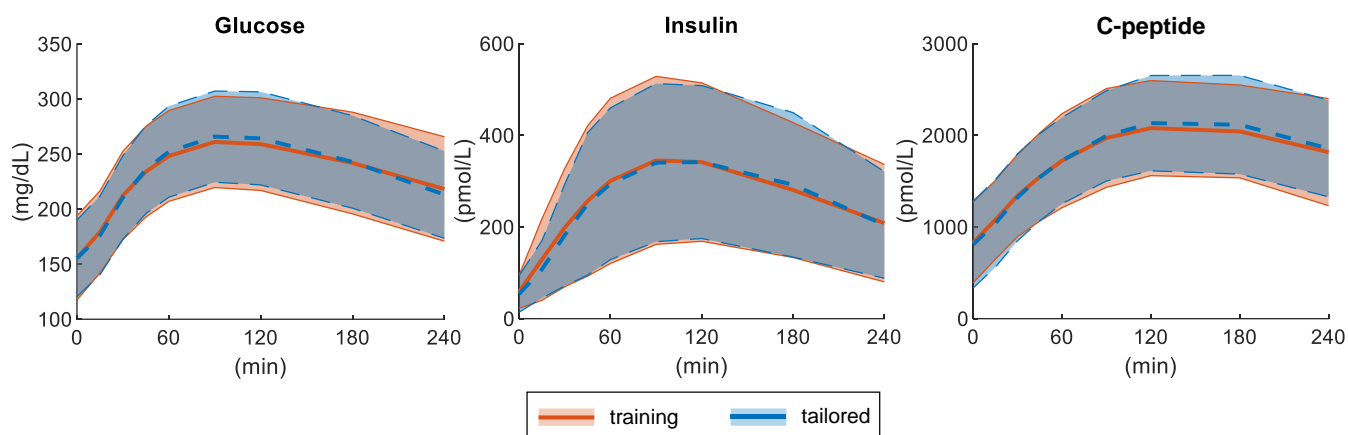 Glucose
350
300
250
200
150
100
(mg/dL)
0 60 120 180 240
(min)
Insulin
600
400
200
0
(pmol/L)
0 60 120 180 240
(min)
C-peptide
3000
2000
1000
0
(pmol/L)
0 60 120 180 240
(min)
training tailored